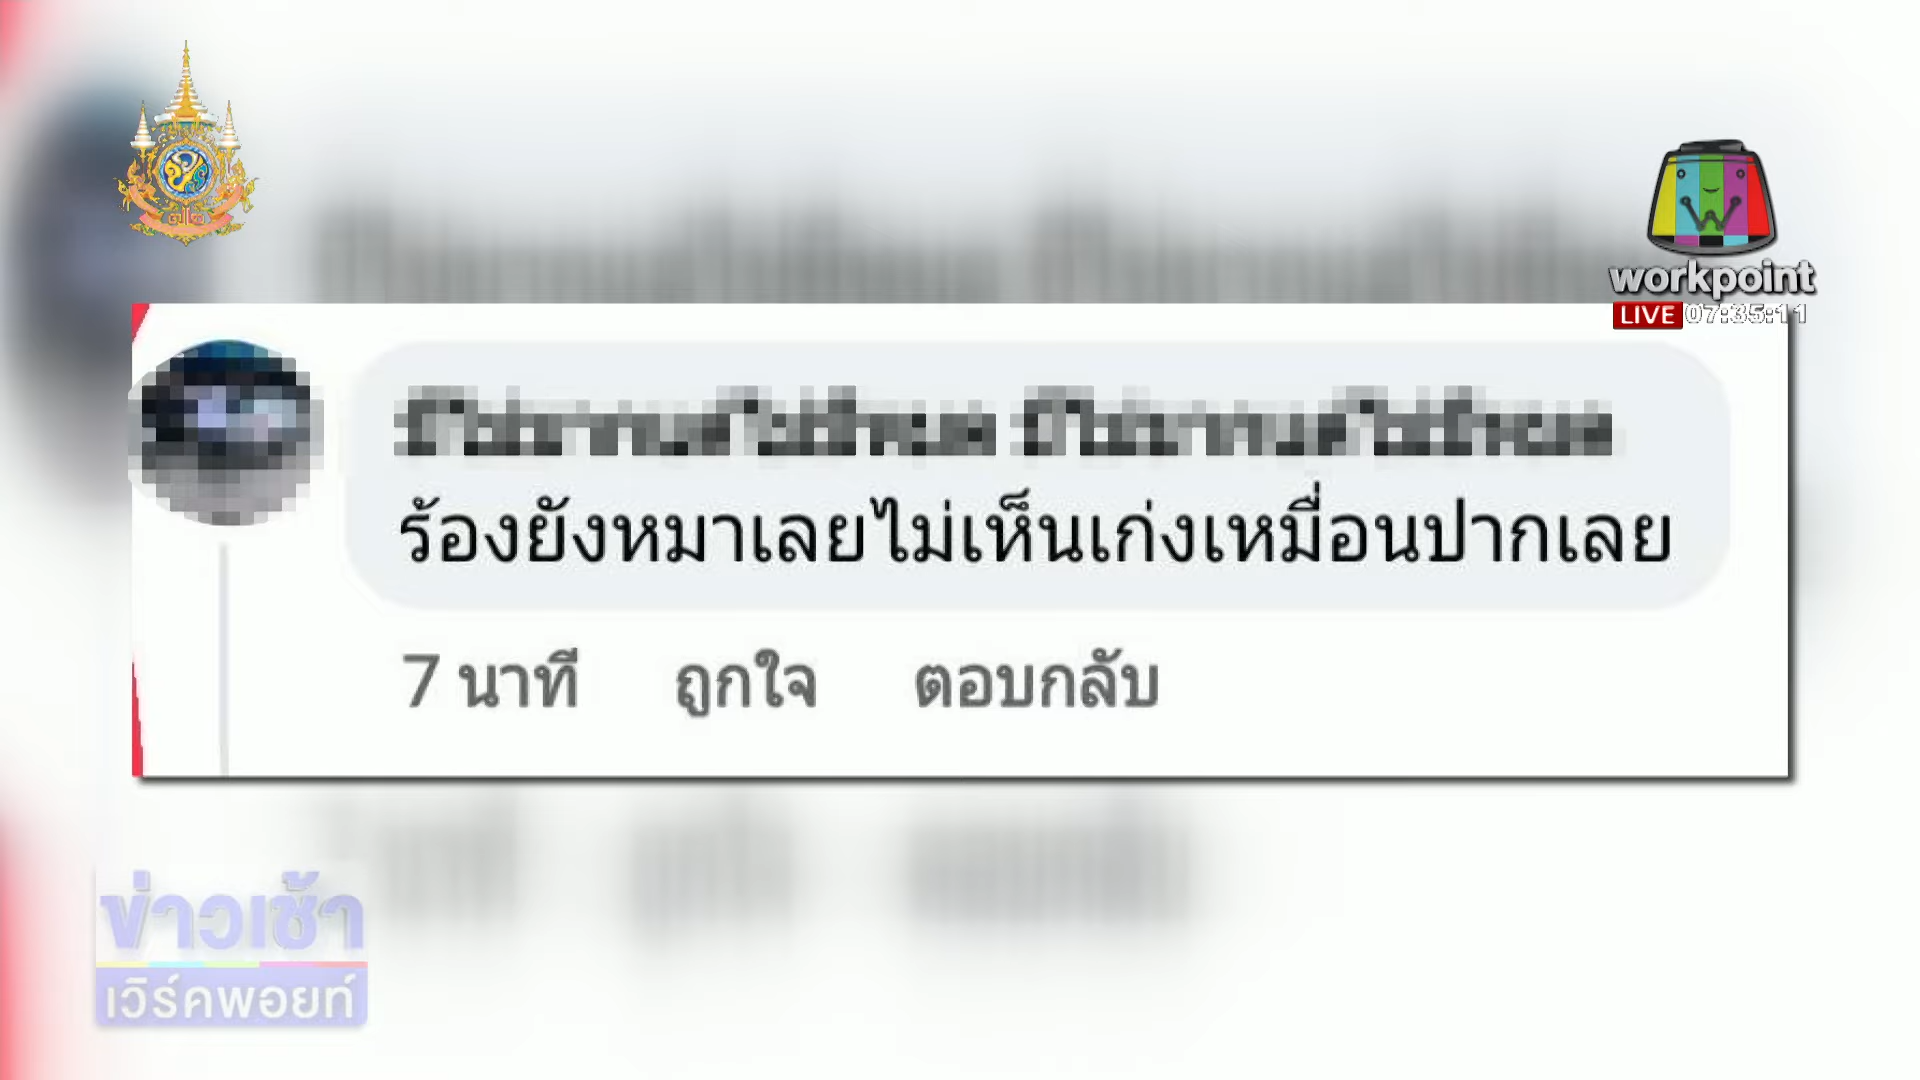 workpoint
LIVE 07:35:11
ร้องยังหมาเลยไม่เห็นเก่งเหมื่อนปากเลย
7 นาที ถูกใจ ตอบกลับ
ข่าวเช้า
เวิร์คพอยท์